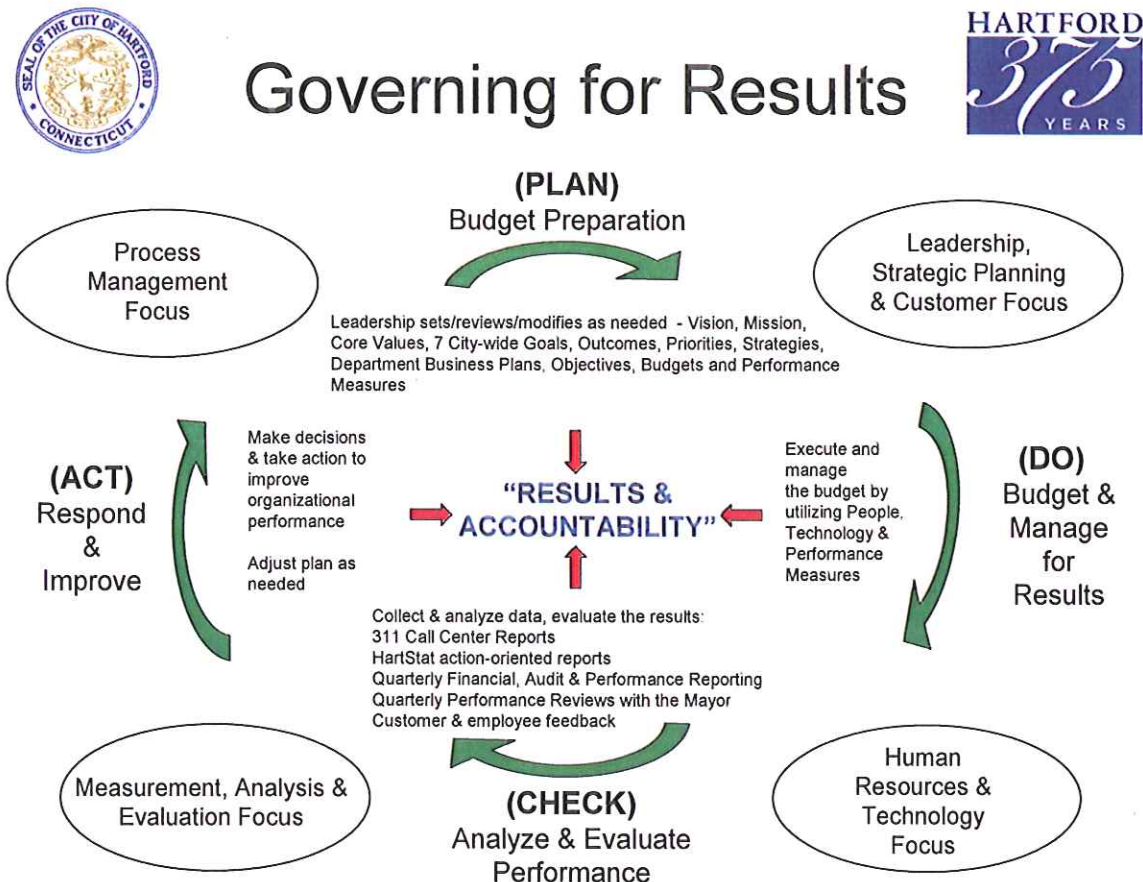 SEAL OF THE CITY OF HARTFORD
CONNECTICUT
Governing for Results
HARTFORD
375
YEARS
(PLAN)
Budget Preparation
Process
Management
Focus
Leadership,
Strategic Planning
& Customer Focus
Leadership sets/reviews/modifies as needed - Vision, Mission,
Core Values, 7 City-wide Goals, Outcomes, Priorities, Strategies,
Department Business Plans, Objectives, Budgets and Performance
Measures
(ACT)
Respond
&
Improve
Make decisions
& take action to
improve
organizational
performance
Adjust plan as
needed
"RESULTS &
ACCOUNTABILITY"
Execute and
manage
the budget by
utilizing People,
Technology &
Performance
Measures
(DO)
Budget &
Manage
for
Results
Collect & analyze data, evaluate the results:
311 Call Center Reports
HartStat action-oriented reports
Quarterly Financial, Audit & Performance Reporting
Quarterly Performance Reviews with the Mayor
Customer & employee feedback
Measurement, Analysis &
Evaluation Focus
(CHECK)
Analyze & Evaluate
Performance
Human
Resources &
Technology
Focus